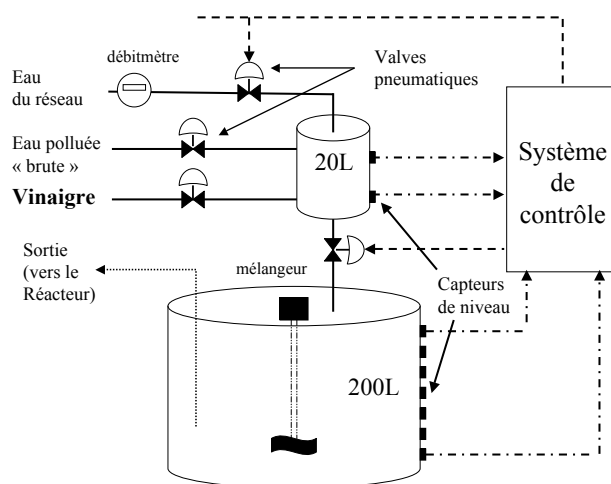 débitmètre
Valves
pneumatiques
Eau
du réseau
Eau polluée
« brute »
Vinaigre
20L
Système
de
contrôle
Sortie
(vers le
Réacteur)
mélangeur
Capteurs
de niveau
200L